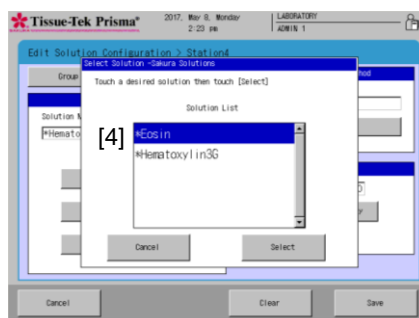 Tissue-Tek Prisma®
2017, May 8, Monday
2:23 pm
LABORATORY
ADMIN 1
Edit Solution Configuration > Station4
Select Solution -Sakura Solutions
Touch a desired solution then touch [Select]
Group
Solution List
Solution
*Hemato
[4]
*Eosin
*Hematoxylin3G
Cancel
Select
Cancel
Clear
Save